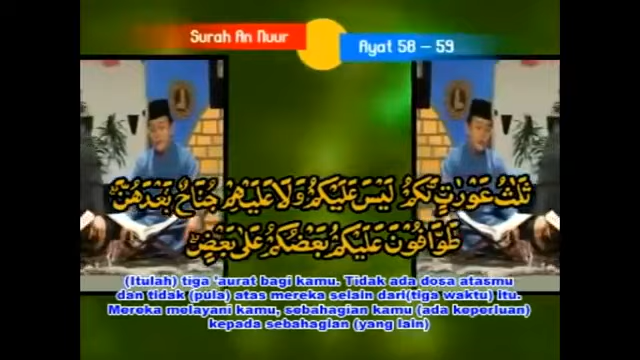 Surah An Nuur
Ayat 58 – 59
ثَلٰثُ عَوْرٰتٍ لَّكُمْ لَيْسَ عَلَيْكُمْ وَلَا عَلَيْهِمْ جُنَاحٌ بَعْدَهُنَّ
طَوَّافُوْنَ عَلَيْكُمْ بَعْضُكُمْ عَلٰى بَعْضٍ
(Itulah) tiga 'aurat bagi kamu. Tidak ada dosa atasmu
dan tidak (pula) atas mereka selain dari(tiga waktu) itu.
Mereka melayani kamu, sebahagian kamu (ada keperluan)
kepada sebahagian (yang lain)